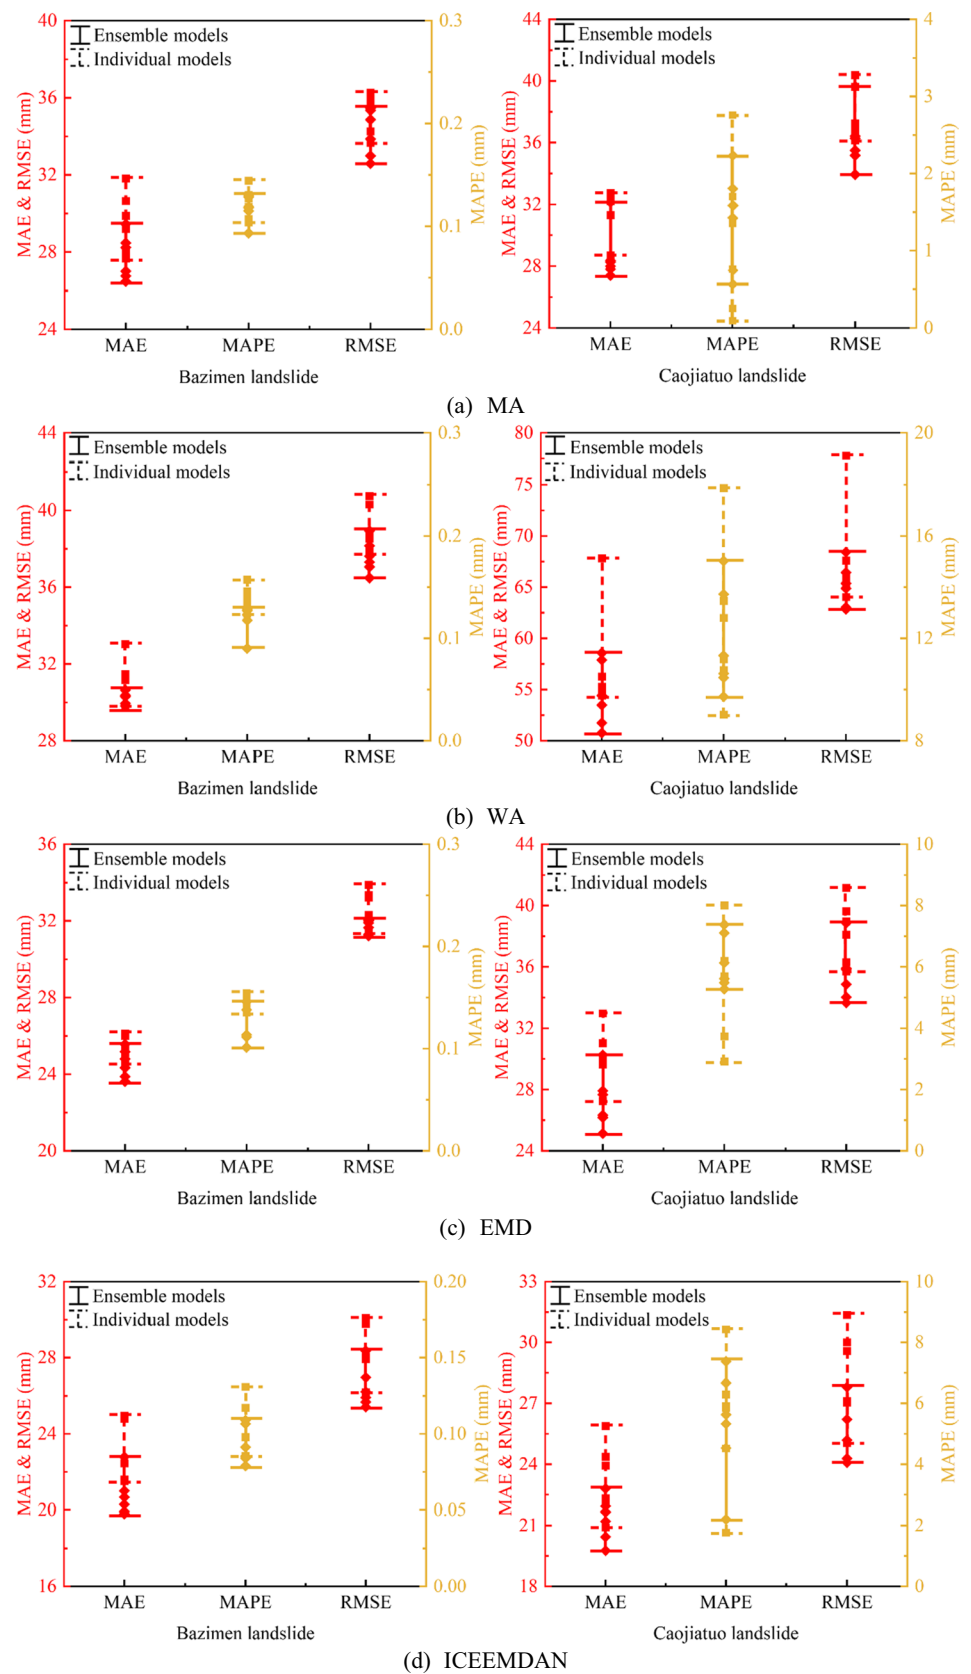 40
36
32
28
24
MAE & RMSE (mm)
Ensemble models
Individual models
0.3
0.2
0.1
0.0
MAPE (mm)
MAE MAPE RMSE
Bazimen landslide
44
40
36
32
28
24
MAE & RMSE (mm)
Ensemble models
Individual models
4
3
2
1
0
MAPE (mm)
MAE MAPE RMSE
Caojiatuo landslide
(a) MA
44
40
36
32
28
MAE & RMSE (mm)
Ensemble models
Individual models
0.3
0.2
0.1
0.0
MAPE (mm)
MAE MAPE RMSE
Bazimen landslide
80
75
70
65
60
55
50
MAE & RMSE (mm)
Ensemble models
Individual models
20
16
12
8
MAPE (mm)
MAE MAPE RMSE
Caojiatuo landslide
(b) WA
36
32
28
24
20
MAE & RMSE (mm)
Ensemble models
Individual models
0.3
0.2
0.1
0.0
MAPE (mm)
MAE MAPE RMSE
Bazimen landslide
44
40
36
32
28
24
MAE & RMSE (mm)
Ensemble models
Individual models
10
8
6
4
2
0
MAPE (mm)
MAE MAPE RMSE
Caojiatuo landslide
(c) EMD
32
28
24
20
16
MAE & RMSE (mm)
Ensemble models
Individual models
0.20
0.15
0.10
0.05
0.00
MAPE (mm)
MAE MAPE RMSE
Bazimen landslide
33
30
27
24
21
18
MAE & RMSE (mm)
Ensemble models
Individual models
10
8
6
4
2
0
MAPE (mm)
MAE MAPE RMSE
Caojiatuo landslide
(d) ICEEMDAN